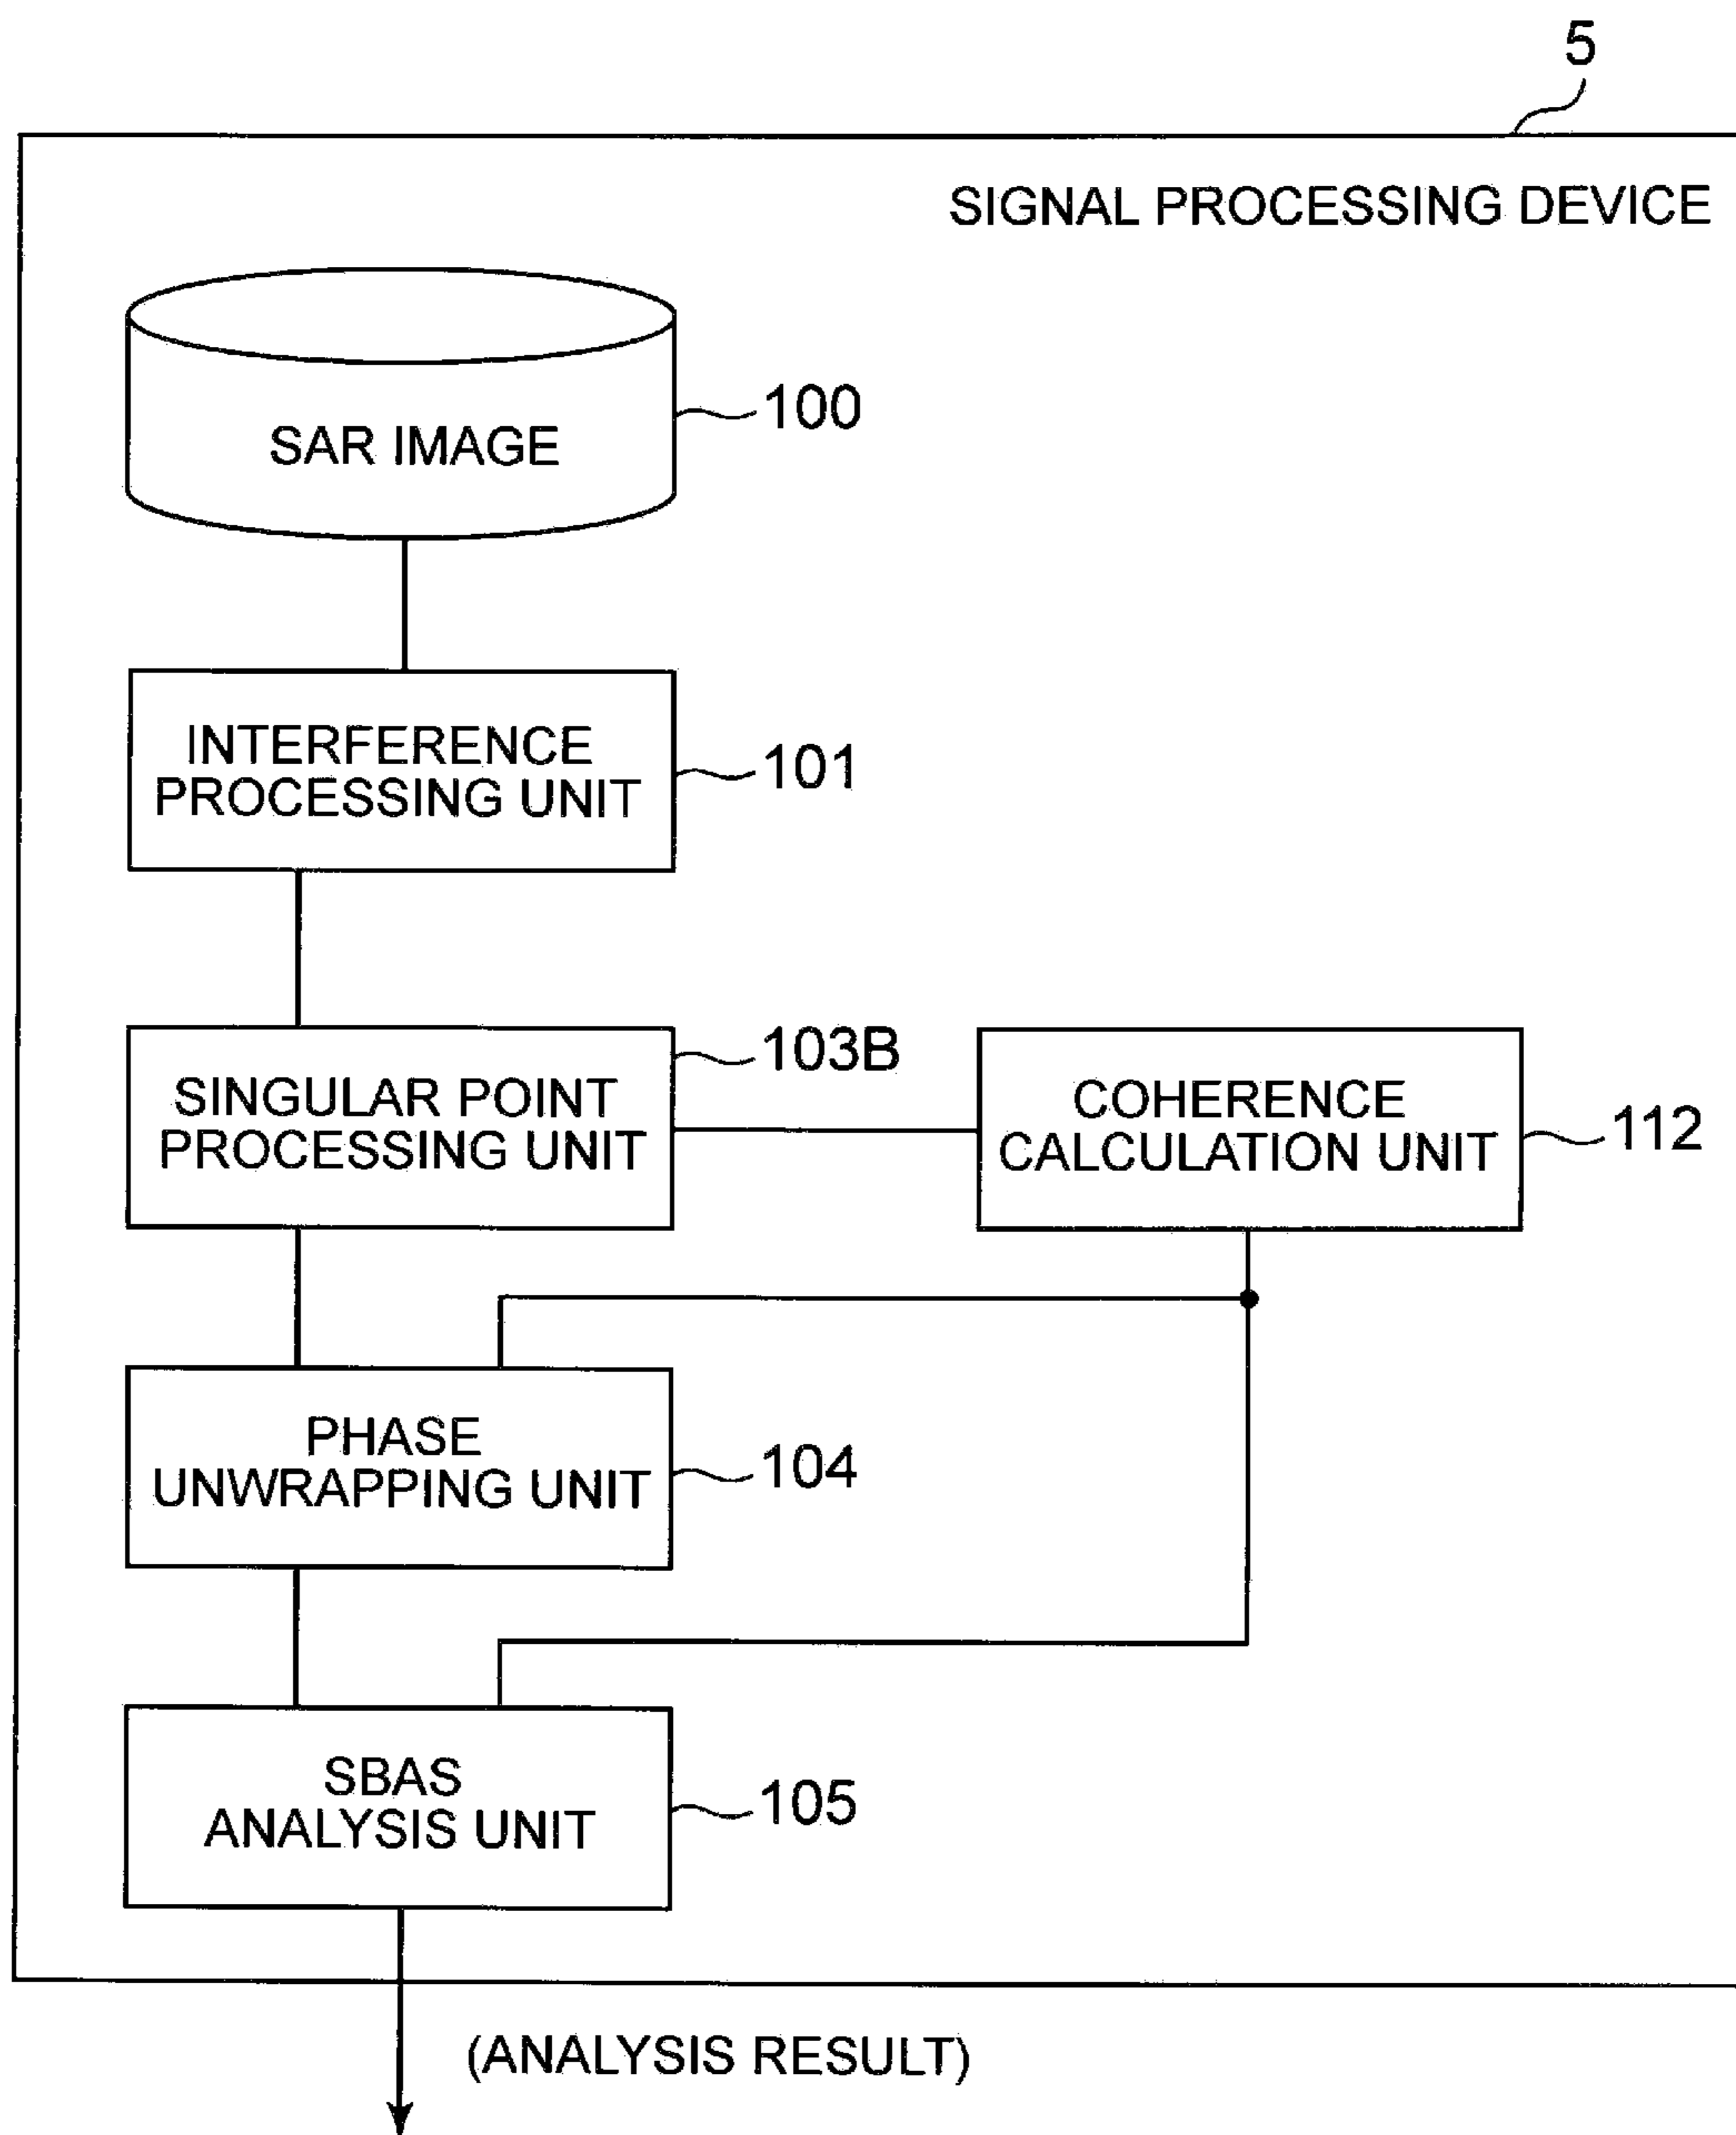 5
SIGNAL PROCESSING DEVICE
SAR IMAGE
100
INTERFERENCE
PROCESSING UNIT
101
SINGULAR POINT
PROCESSING UNIT
103B
COHERENCE
CALCULATION UNIT
112
PHASE
UNWRAPPING UNIT
104
SBAS
ANALYSIS UNIT
105
(ANALYSIS RESULT)